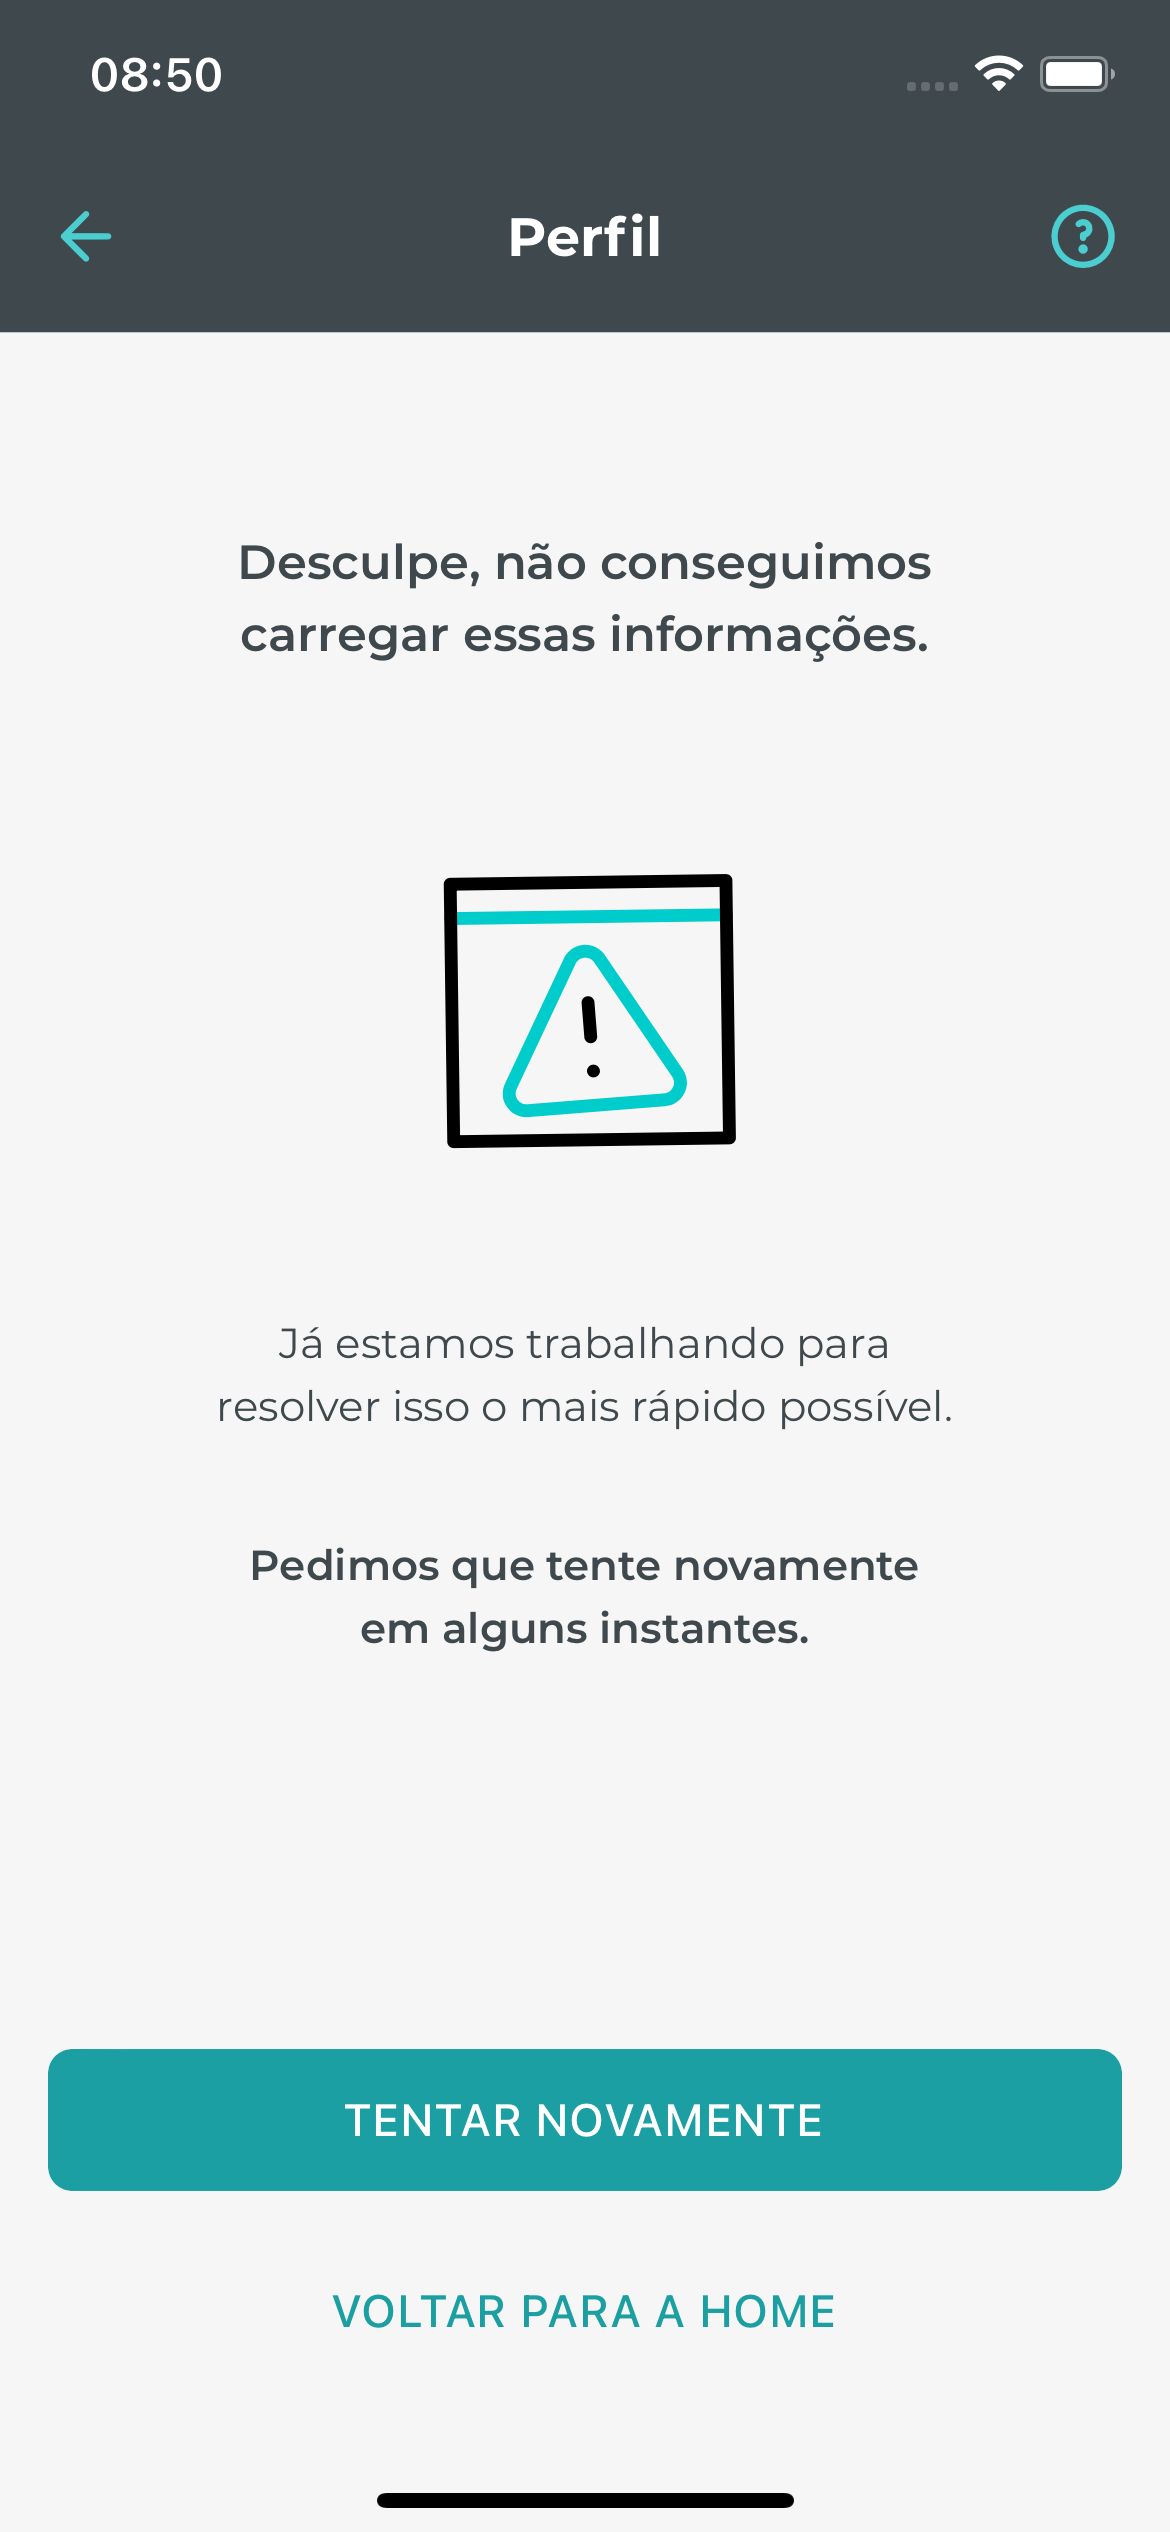 08:50
Perfil
Desculpe, não conseguimos
carregar essas informações.
Já estamos trabalhando para
resolver isso o mais rápido possível.
Pedimos que tente novamente
em alguns instantes.
TENTAR NOVAMENTE
VOLTAR PARA A HOME